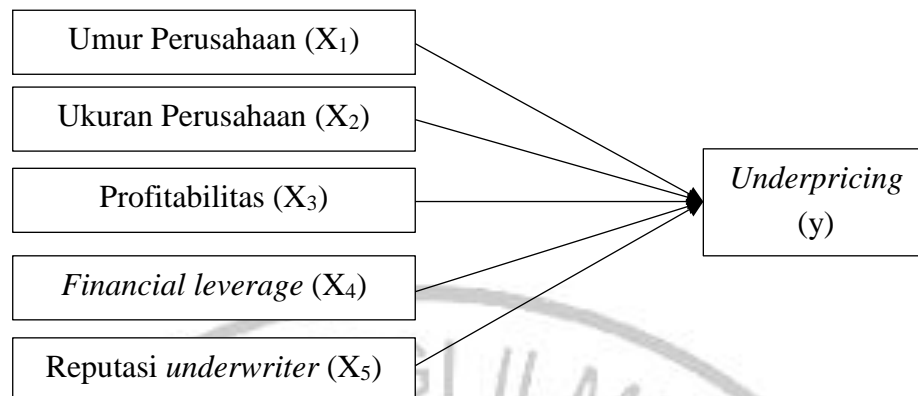 Umur Perusahaan (X₁)
Ukuran Perusahaan (X₂)
Profitabilitas (X₃)
Financial leverage (X₄)
Reputasi underwriter (X₅)
Underpricing
(y)